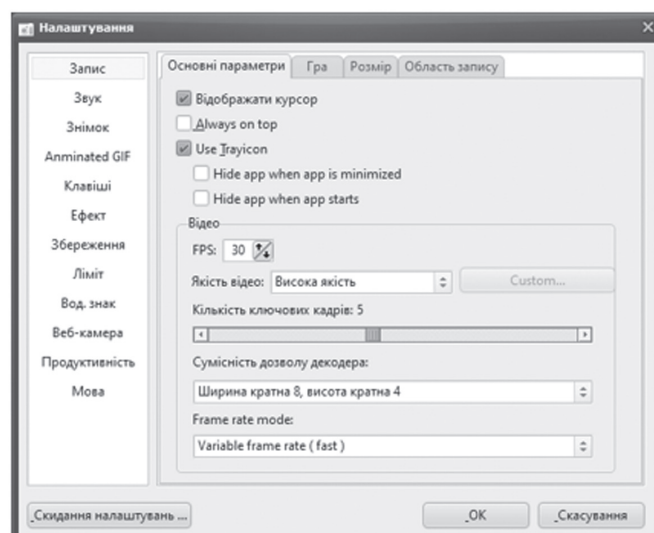 Налаштування
Запис
Звук
Знімок
Anminated GIF
Клавіші
Ефект
Збереження
Ліміт
Вод. знак
Веб-камера
Продуктивність
Мова
Основні параметри Гра Розмір Область запису
Відображати курсор
Always on top
Use Trayicon
Hide app when app is minimized
Hide app when app starts
Відео
FPS: 30
Якість відео: Висока якість Custom...
Кількість ключових кадрів: 5
Сумісність дозволу декодера:
Ширина кратна 8, висота кратна 4
Frame rate mode:
Variable frame rate ( fast )
_Скидання налаштувань ... _OK _Скасування